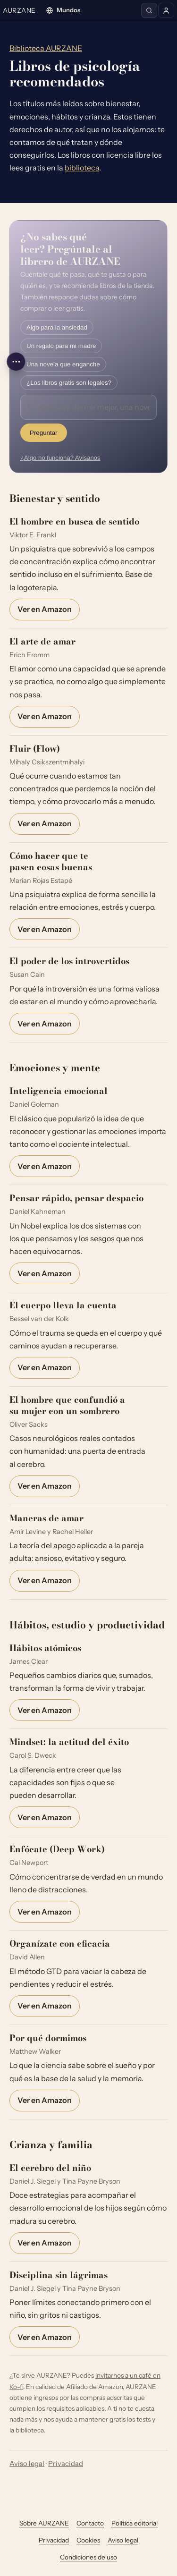 AURZANE Mundos
Biblioteca AURZANE
Libros de psicología
recomendados
Los títulos más leídos sobre bienestar,
emociones, hábitos y crianza. Estos tienen
derechos de autor, así que no los alojamos: te
contamos de qué tratan y dónde
conseguirlos. Los libros con licencia libre los
leés gratis en la biblioteca.
¿No sabés qué
leer? Preguntale al
librero de AURZANE
Cuéntale qué te pasa, qué te gusta o para
quién es, y te recomienda libros de la tienda.
También responde dudas sobre cómo
comprar o leer gratis.
Algo para la ansiedad
Un regalo para mi madre
Una novela que enganche
¿Los libros gratis son legales?
Preguntar
¿Algo no funciona? Avisanos
Bienestar y sentido
El hombre en busca de sentido
Viktor E. Frankl
Un psiquiatra que sobrevivió a los campos
de concentración explica cómo encontrar
sentido incluso en el sufrimiento. Base de
la logoterapia.
Ver en Amazon
El arte de amar
Erich Fromm
El amor como una capacidad que se aprende
y se practica, no como algo que simplemente
nos pasa.
Ver en Amazon
Fluir (Flow)
Mihaly Csikszentmihalyi
Qué ocurre cuando estamos tan
concentrados que perdemos la noción del
tiempo, y cómo provocarlo más a menudo.
Ver en Amazon
Cómo hacer que te
pasen cosas buenas
Marian Rojas Estapé
Una psiquiatra explica de forma sencilla la
relación entre emociones, estrés y cuerpo.
Ver en Amazon
El poder de los introvertidos
Susan Cain
Por qué la introversión es una forma valiosa
de estar en el mundo y cómo aprovecharla.
Ver en Amazon
Emociones y mente
Inteligencia emocional
Daniel Goleman
El clásico que popularizó la idea de que
reconocer y gestionar las emociones importa
tanto como el cociente intelectual.
Ver en Amazon
Pensar rápido, pensar despacio
Daniel Kahneman
Un Nobel explica los dos sistemas con
los que pensamos y los sesgos que nos
hacen equivocarnos.
Ver en Amazon
El cuerpo lleva la cuenta
Bessel van der Kolk
Cómo el trauma se queda en el cuerpo y qué
caminos ayudan a recuperarse.
Ver en Amazon
El hombre que confundió a
su mujer con un sombrero
Oliver Sacks
Casos neurológicos reales contados
con humanidad: una puerta de entrada
al cerebro.
Ver en Amazon
Maneras de amar
Amir Levine y Rachel Heller
La teoría del apego aplicada a la pareja
adulta: ansioso, evitativo y seguro.
Ver en Amazon
Hábitos, estudio y productividad
Hábitos atómicos
James Clear
Pequeños cambios diarios que, sumados,
transforman la forma de vivir y trabajar.
Ver en Amazon
Mindset: la actitud del éxito
Carol S. Dweck
La diferencia entre creer que las
capacidades son fijas o que se
pueden desarrollar.
Ver en Amazon
Enfócate (Deep Work)
Cal Newport
Cómo concentrarse de verdad en un mundo
lleno de distracciones.
Ver en Amazon
Organízate con eficacia
David Allen
El método GTD para vaciar la cabeza de
pendientes y reducir el estrés.
Ver en Amazon
Por qué dormimos
Matthew Walker
Lo que la ciencia sabe sobre el sueño y por
qué es la base de la salud y la memoria.
Ver en Amazon
Crianza y familia
El cerebro del niño
Daniel J. Siegel y Tina Payne Bryson
Doce estrategias para acompañar el
desarrollo emocional de los hijos según cómo
madura su cerebro.
Ver en Amazon
Disciplina sin lágrimas
Daniel J. Siegel y Tina Payne Bryson
Poner límites conectando primero con el
niño, sin gritos ni castigos.
Ver en Amazon
¿Te sirve AURZANE? Puedes invitarnos a un café en
Ko-fi. En calidad de Afiliado de Amazon, AURZANE
obtiene ingresos por las compras adscritas que
cumplen los requisitos aplicables. A ti no te cuesta
nada más y nos ayuda a mantener gratis los tests y
la biblioteca.
Aviso legal · Privacidad
Sobre AURZANE Contacto Política editorial
Privacidad Cookies Aviso legal
Condiciones de uso